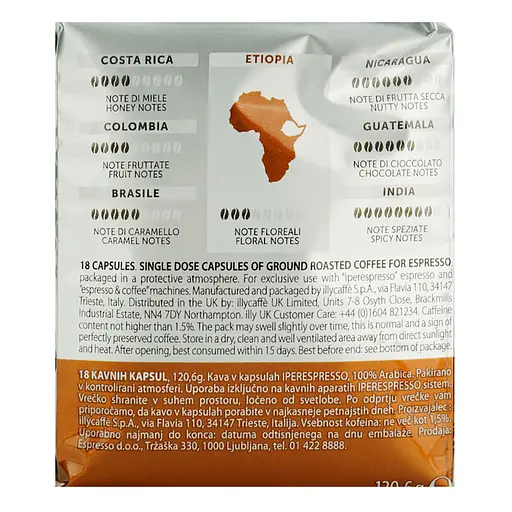 COSTA RICA
ETIOPIA
NICARAGUA
NOTE DI MIELE
HONEY NOTES
NOTE DI FRUTTA SECCA
NUTTY NOTES
COLOMBIA
GUATEMALA
NOTE FRUTTATE
FRUIT NOTES
NOTE DI CIOCCOLATO
CHOCOLATE NOTES
BRASILE
INDIA
NOTE DI CARAMELLO
CARAMEL NOTES
NOTE FLOREALI
FLORAL NOTES
NOTE SPEZIATE
SPICY NOTES
18 CAPSULES. SINGLE DOSE CAPSULES OF GROUND ROASTED COFFEE FOR ESPRESSO
packaged in a protective atmosphere. For exclusive use with "iperespresso" espresso and
"espresso & coffee" machines. Manufactured and packaged by illycaffè S.p.A., via Flavia 110, 34147
Trieste, Italy. Distributed in the UK by: illycaffè UK Limited, Units 7-8 Osyth Close, Brackmills
Industrial Estate, NN4 7DY Northampton. illy UK Customer Care: +44 (0)1604 821234. Caffeine
content not higher than 1.5%. The pack may swell slightly over time, this is normal and a sign of
perfectly preserved coffee. Store in a dry, clean and well ventilated area away from direct sunlight
and heat. After opening, best consumed within 15 days. Best before end: see bottom of package.
18 KAVNIH KAPSUL, 120,6g. Kava v kapsulah IPERESPRESSO, 100% Arabica. Pakirano
v kontrolirani atmosferi. Uporaba izključno na kavnih aparatih IPERESPRESSO sistem.
Vrečko shranite v suhem prostoru, ločeno od svetlobe. Po odprtju vrečke vam
priporočamo, da kavo v kapsulah porabite v najkasneje petnajstih dneh. Proizvajalec:
illycaffè S.p.A., via Flavio 110, 34147 Trieste, Italija. Vsebnost kofeina: ne več kot 1,5%.
Uporabno najmanj do konca: datuma odtisnjenega na dnu embalaže. Prodaja:
Espresso d.o.o., Tržaška 330, 1000 Ljubljana, tel. 01 422 8888.
120,6g